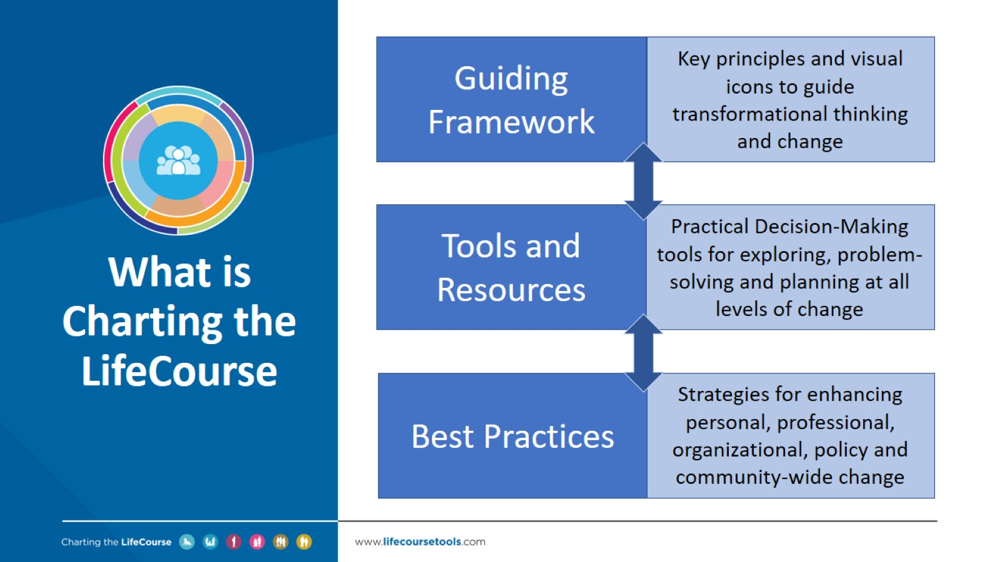 What is
Charting the
LifeCourse
Guiding
Framework
Key principles and visual
icons to guide
transformational thinking
and change
Tools and
Resources
Practical Decision-Making
tools for exploring, problem-
solving and planning at all
levels of change
Best Practices
Strategies for enhancing
personal, professional,
organizational, policy and
community-wide change
Charting the LifeCourse
www.lifecoursetools.com